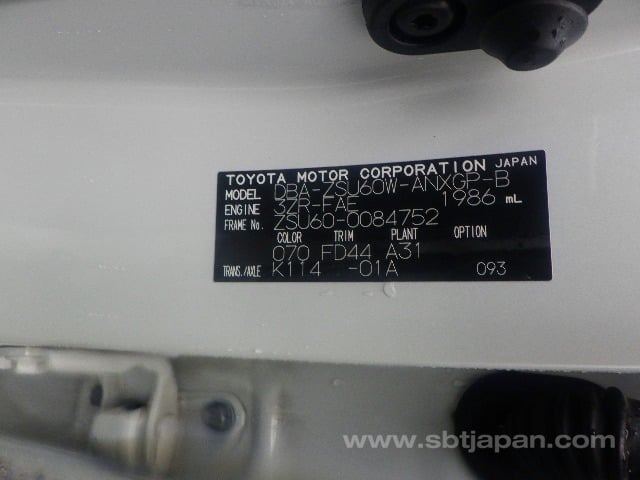 TOYOTA MOTOR CORPORATION JAPAN
MODEL DBA-ZSU60W-ANXGP-B
ENGINE 3ZR-FAE 1986 mL
FRAME No. ZSU60-0084752
COLOR TRIM PLANT OPTION
070 FD44 A31
TRANS./AXLE K114 -01A 093
www.sbtjapan.com